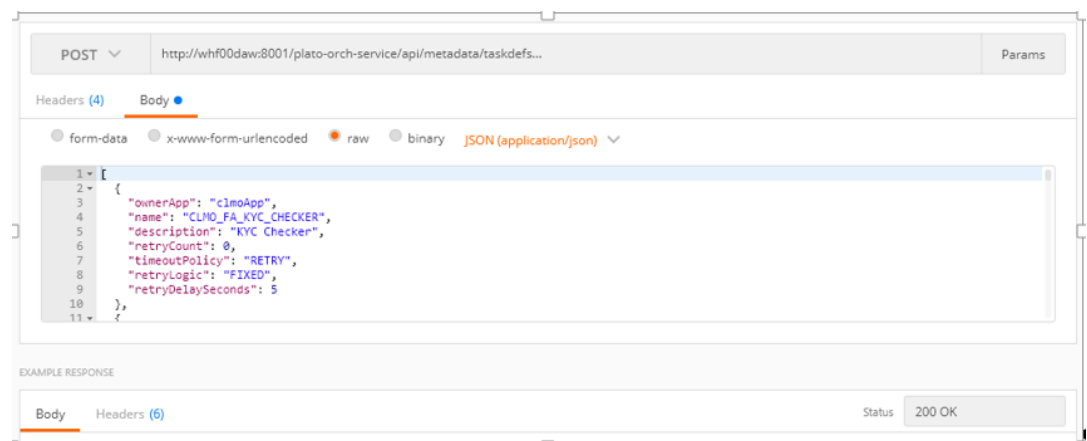 POST http://whf00daw:8001/plato-orch-service/api/metadata/taskdefs... Params
Headers (4) Body
form-data x-www-form-urlencoded raw binary JSON (application/json)
1 [
2 {
3 "ownerApp": "clmoApp",
4 "name": "CLMO_FA_KYC_CHECKER",
5 "description": "KYC Checker",
6 "retryCount": 0,
7 "timeoutPolicy": "RETRY",
8 "retryLogic": "FIXED",
9 "retryDelaySeconds": 5
10 },
11 {
EXAMPLE RESPONSE
Body Headers (6) Status 200 OK